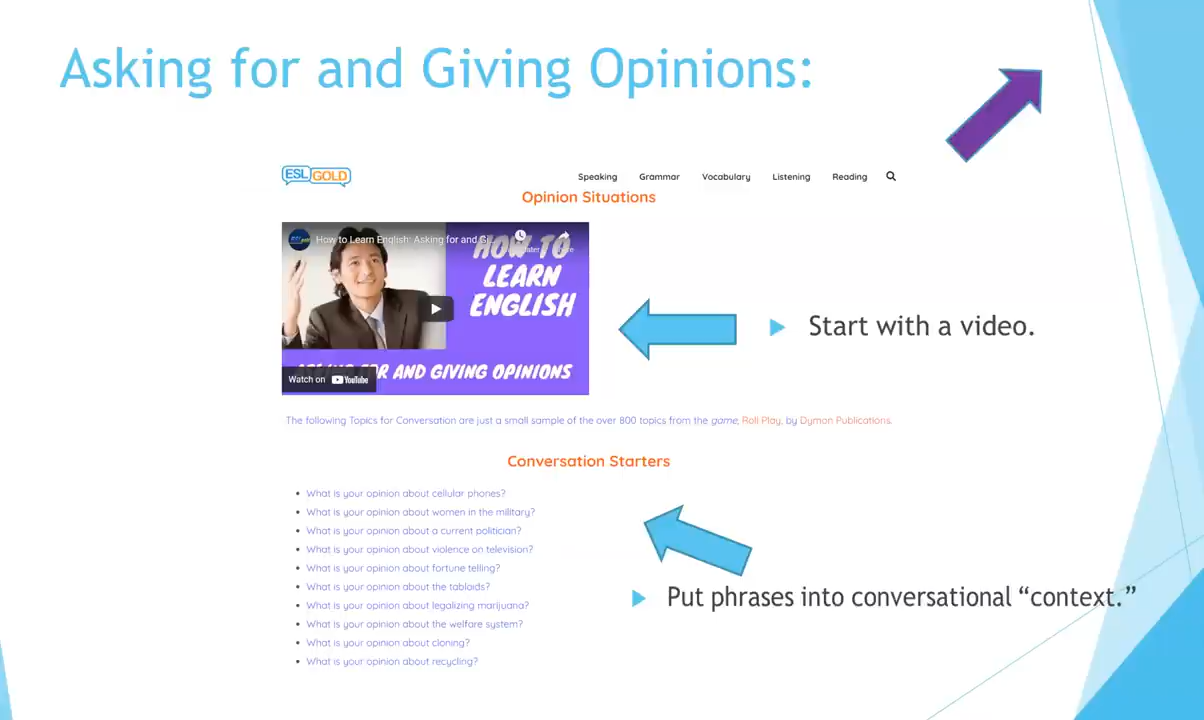 Asking for and Giving Opinions:
ESL GOLD
Speaking Grammar Vocabulary Listening Reading
Opinion Situations
How to Learn English: Asking for and Gi...
HOW TO
LEARN
ENGLISH
FOR AND GIVING OPINIONS
Watch on YouTube
Start with a video.
The following Topics for Conversation are just a small sample of the over 800 topics from the game, Roll Play, by Dymon Publications.
Conversation Starters
What is your opinion about cellular phones?
What is your opinion about women in the military?
What is your opinion about a current politician?
What is your opinion about violence on television?
What is your opinion about fortune telling?
What is your opinion about the tabloids?
What is your opinion about legalizing marijuana?
What is your opinion about the welfare system?
What is your opinion about cloning?
What is your opinion about recycling?
Put phrases into conversational “context.”